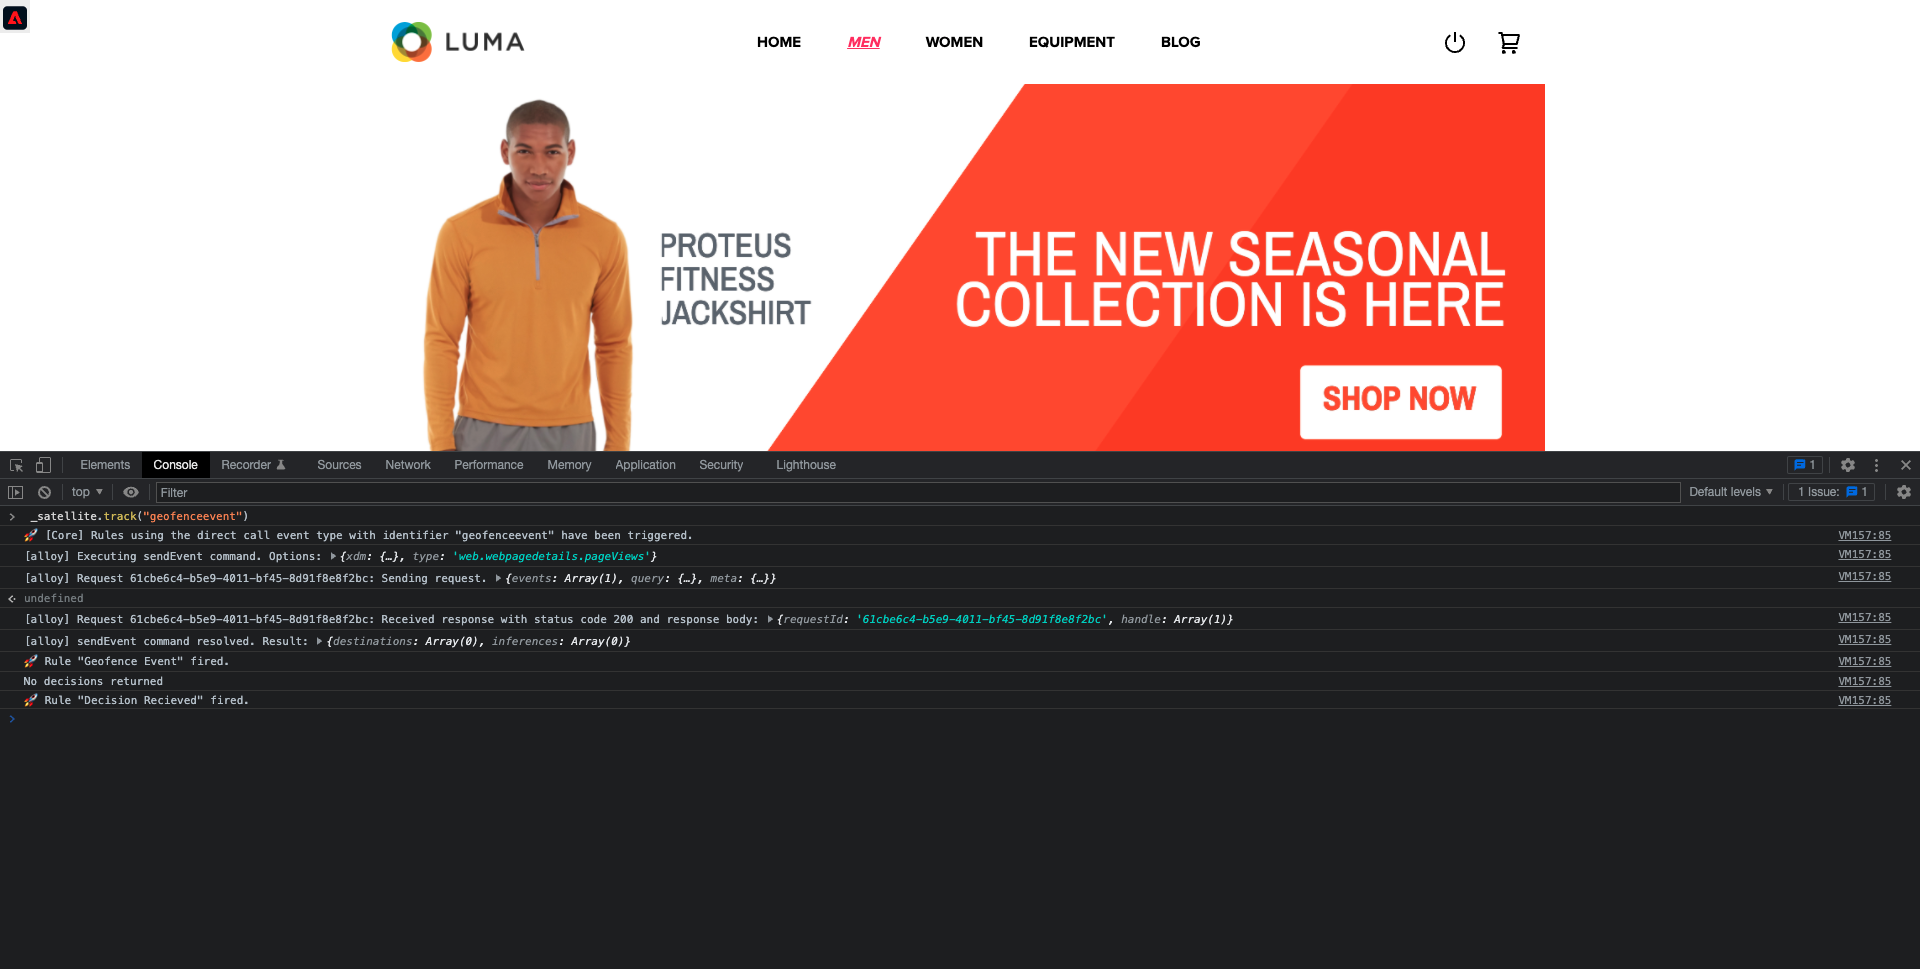 LUMA
HOME MEN WOMEN EQUIPMENT BLOG
PROTEUS
FITNESS
JACKSHIRT
THE NEW SEASONAL
COLLECTION IS HERE
SHOP NOW
Elements Console Recorder Sources Network Performance Memory Application Security Lighthouse 1
top Filter Default levels 1 Issue: 1
_satellite.track("geofenceevent")
🚀 [Core] Rules using the direct call event type with identifier "geofenceevent" have been triggered. VM157:85
[alloy] Executing sendEvent command. Options: ▶{xdm: {…}, type: 'web.webpagedetails.pageViews'} VM157:85
[alloy] Request 61cbe6c4-b5e9-4011-bf45-8d91f8e8f2bc: Sending request. ▶{events: Array(1), query: {…}, meta: {…}} VM157:85
undefined
[alloy] Request 61cbe6c4-b5e9-4011-bf45-8d91f8e8f2bc: Received response with status code 200 and response body: ▶{requestId: '61cbe6c4-b5e9-4011-bf45-8d91f8e8f2bc', handle: Array(1)} VM157:85
[alloy] sendEvent command resolved. Result: ▶{destinations: Array(0), inferences: Array(0)} VM157:85
🚀 Rule "Geofence Event" fired. VM157:85
No decisions returned VM157:85
🚀 Rule "Decision Recieved" fired. VM157:85